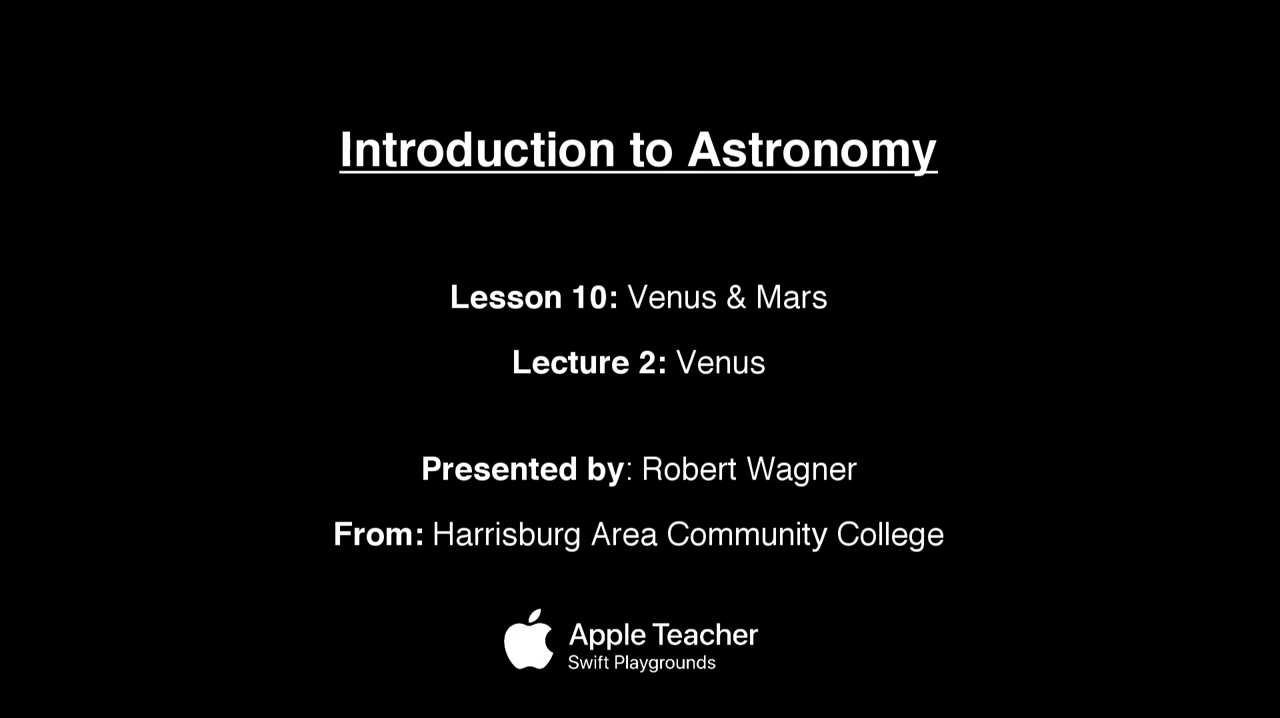 Introduction to Astronomy
Lesson 10: Venus & Mars
Lecture 2: Venus
Presented by: Robert Wagner
From: Harrisburg Area Community College
Apple Teacher
Swift Playgrounds